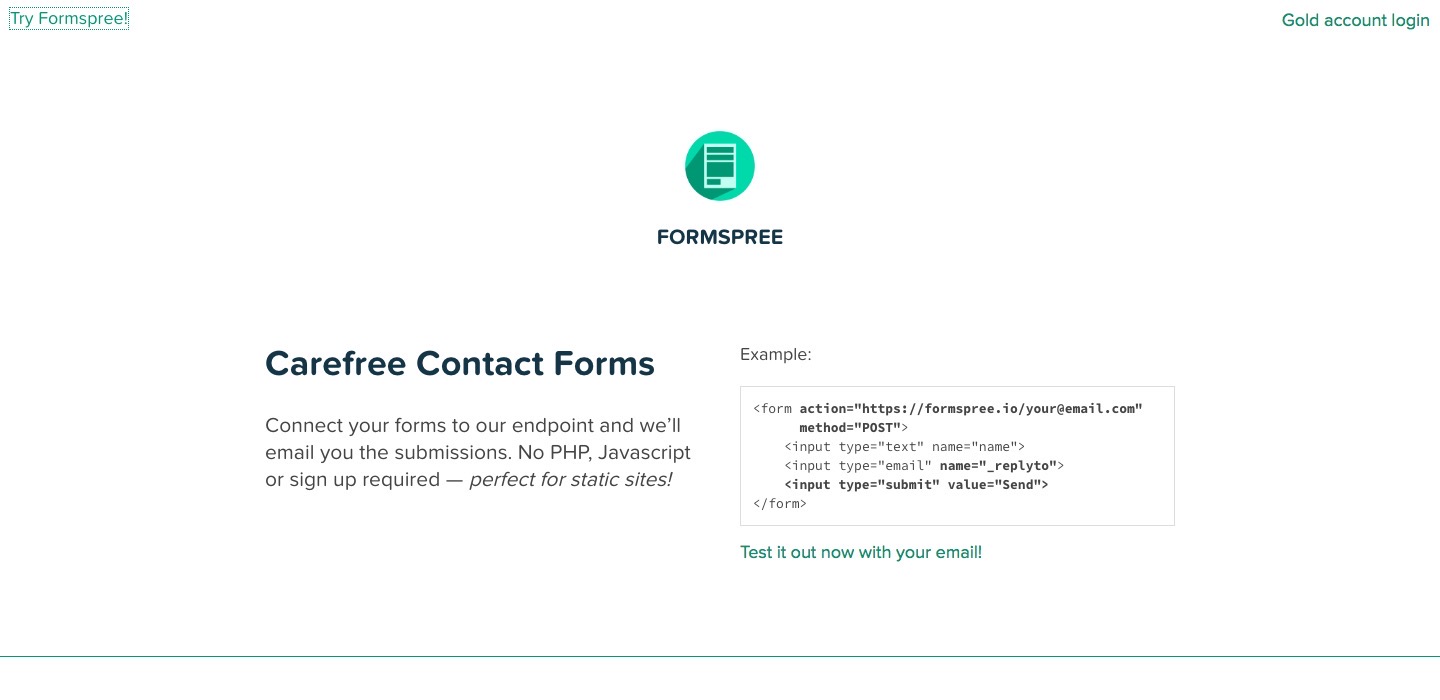 Try Formspree!
Gold account login
FORMSPREE
Carefree Contact Forms
Connect your forms to our endpoint and we’ll
email you the submissions. No PHP, Javascript
or sign up required — perfect for static sites!
Example:
<form action="https://formspree.io/your@email.com"
      method="POST">
    <input type="text" name="name">
    <input type="email" name="_replyto">
    <input type="submit" value="Send">
</form>
Test it out now with your email!